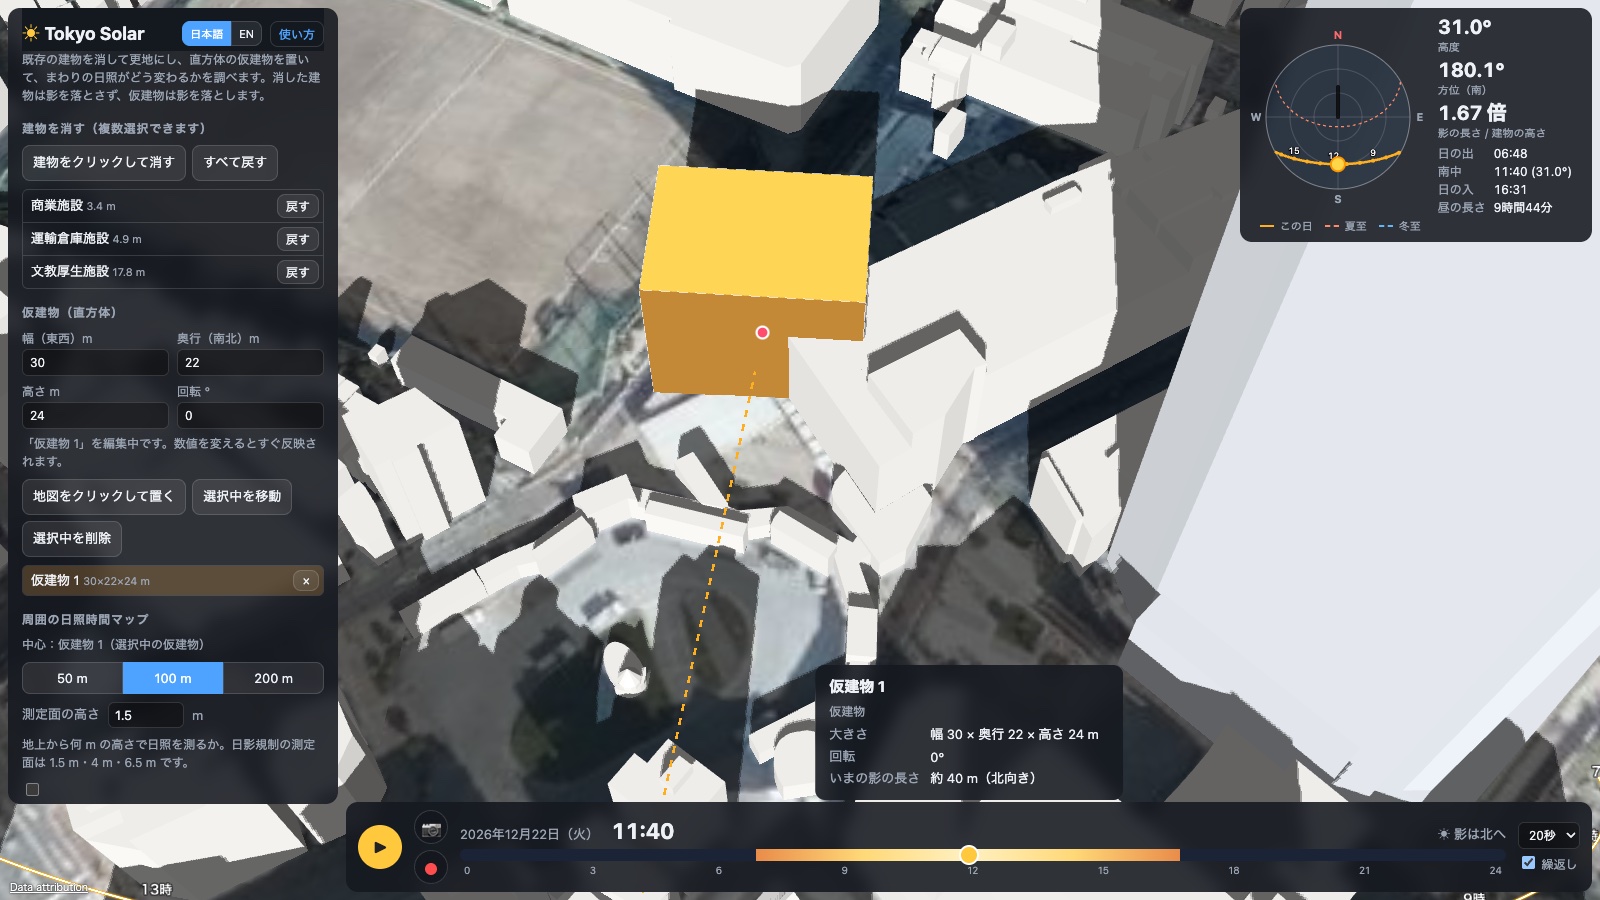 Tokyo Solar
日本語
EN
使い方
既存の建物を消して更地にし、直方体の仮建物を置い
て、まわりの日照がどう変わるかを調べます。消した建
物は影を落とさず、仮建物は影を落とします。
建物を消す（複数選択できます）
建物をクリックして消す
すべて戻す
商業施設 3.4 m
戻す
運輸倉庫施設 4.9 m
戻す
文教厚生施設 17.8 m
戻す
仮建物（直方体）
幅（東西）m
奥行（南北）m
30
22
高さ m
回転 °
24
0
「仮建物 1」を編集中です。数値を変えるとすぐ反映さ
れます。
地図をクリックして置く
選択中を移動
選択中を削除
仮建物 1 30×22×24 m
×
周囲の日照時間マップ
中心：仮建物 1（選択中の仮建物）
50 m
100 m
200 m
測定面の高さ
1.5
m
地上から何 m の高さで日照を測るか。日影規制の測定
面は 1.5 m・4 m・6.5 m です。
N
W
E
S
15
12
9
この日
夏至
冬至
31.0°
高度
180.1°
方位（南）
1.67 倍
影の長さ / 建物の高さ
日の出 06:48
南中 11:40 (31.0°)
日の入 16:31
昼の長さ 9時間44分
仮建物 1
仮建物
大きさ 幅 30 × 奥行 22 × 高さ 24 m
回転 0°
いまの影の長さ 約 40 m（北向き）
2026年12月22日（火）
11:40
影は北へ
20秒
繰返し
0
3
6
9
12
15
18
21
24
Data attribution
13時
9時